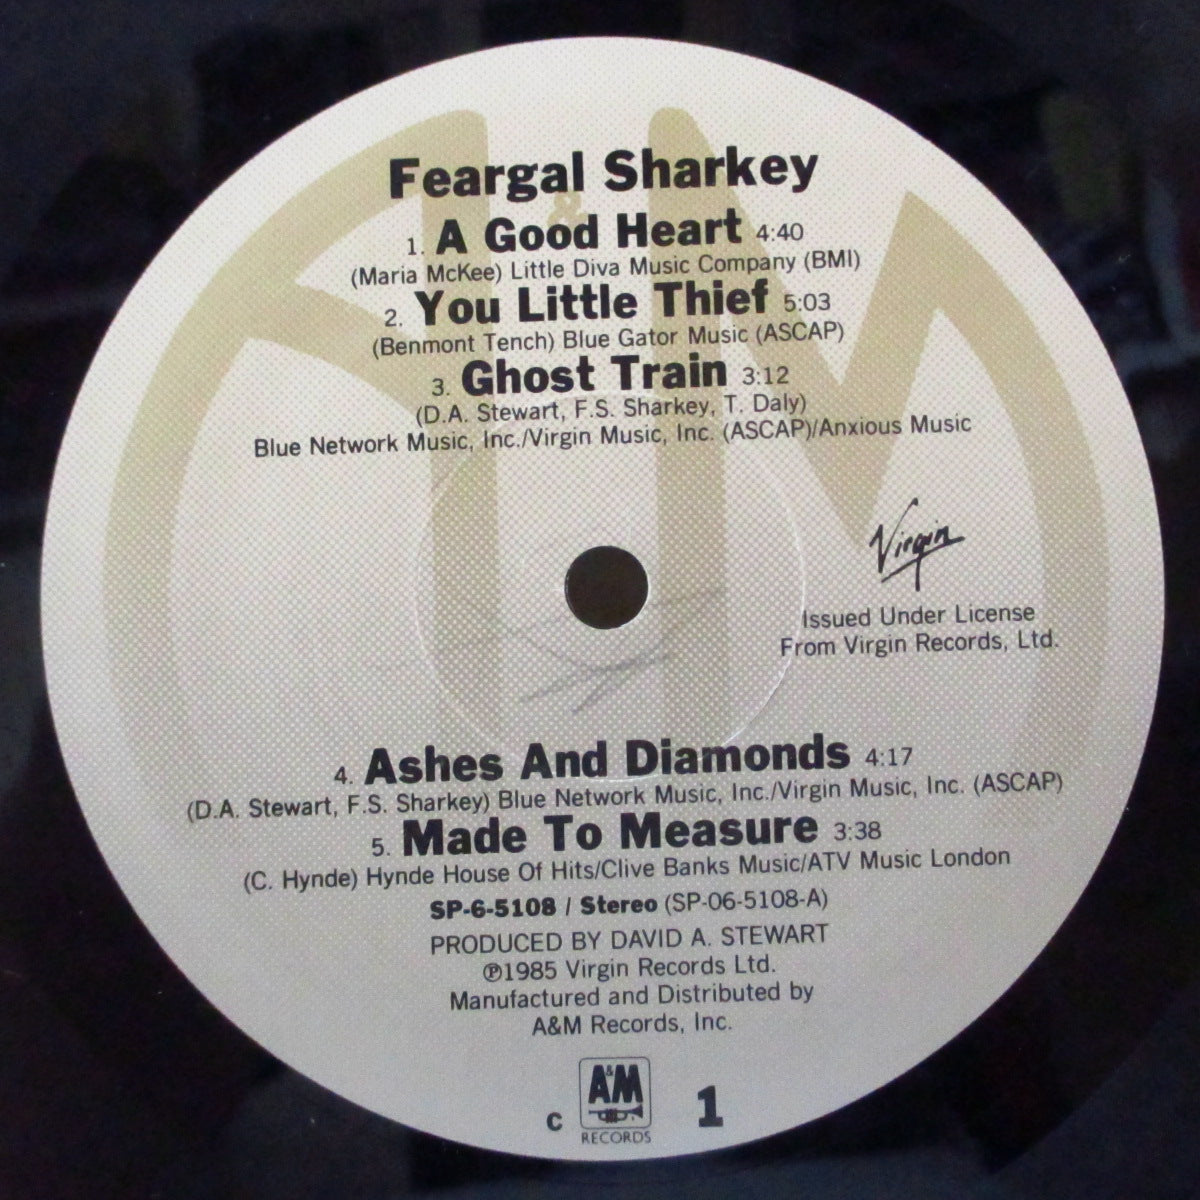 Feargal Sharkey
1. A Good Heart 4:40
(Maria McKee) Little Diva Music Company (BMI)
2. You Little Thief 5:03
(Benmont Tench) Blue Gator Music (ASCAP)
3. Ghost Train 3:12
(D.A. Stewart, F.S. Sharkey, T. Daly)
Blue Network Music, Inc./Virgin Music, Inc. (ASCAP)/Anxious Music
Virgin
Issued Under License
From Virgin Records, Ltd.
4. Ashes And Diamonds 4:17
(D.A. Stewart, F.S. Sharkey) Blue Network Music, Inc./Virgin Music, Inc. (ASCAP)
5. Made To Measure 3:38
(C. Hynde) Hynde House Of Hits/Clive Banks Music/ATV Music London
SP-6-5108 / Stereo (SP-06-5108-A)
PRODUCED BY DAVID A. STEWART
℗1985 Virgin Records Ltd.
Manufactured and Distributed by
A&M Records, Inc.
A&M
RECORDS
c
1